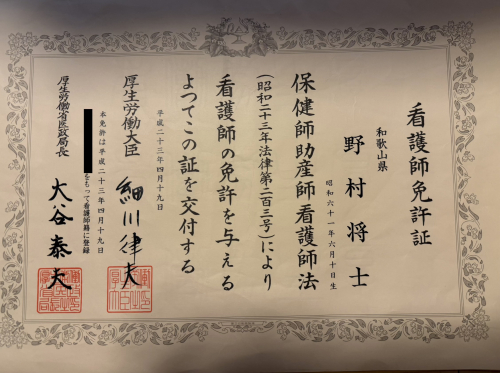 看護師免許証
和歌山県
野村将士
昭和六十一年六月十日生
保健師助産師看護師法
(昭和二十三年法律第二百三号)により
看護師の免許を与える
よつてこの証を交付する
平成二十三年四月十九日
厚生労働大臣 細川律夫
本免許は平成二十三年四月十九日
をもって看護師籍に登録
厚生労働省医政局長 大谷泰夫